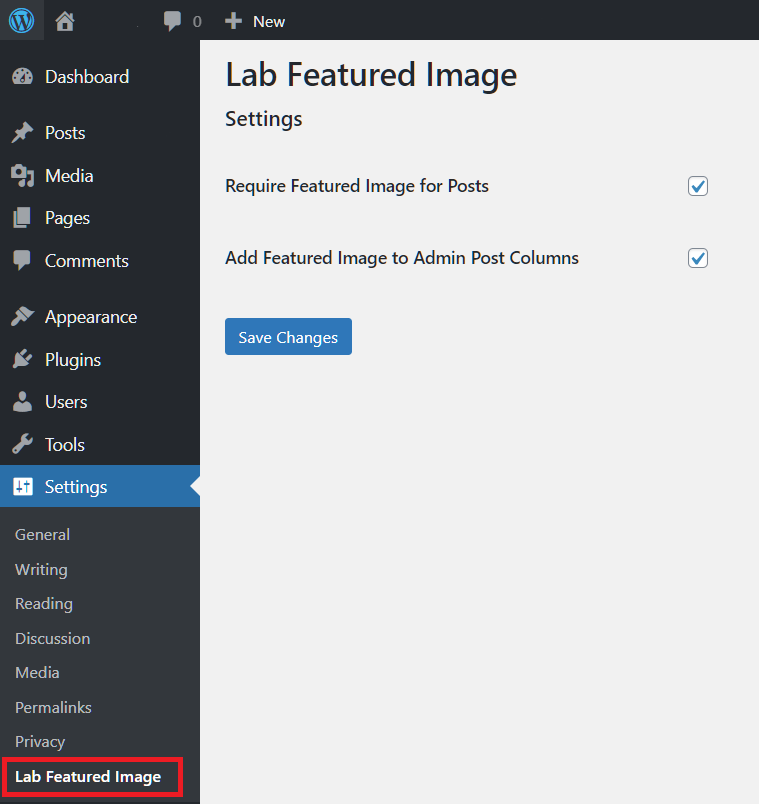 0 New
Dashboard
Posts
Media
Pages
Comments
Appearance
Plugins
Users
Tools
Settings
General
Writing
Reading
Discussion
Media
Permalinks
Privacy
Lab Featured Image
Lab Featured Image
Settings
Require Featured Image for Posts
Add Featured Image to Admin Post Columns
Save Changes